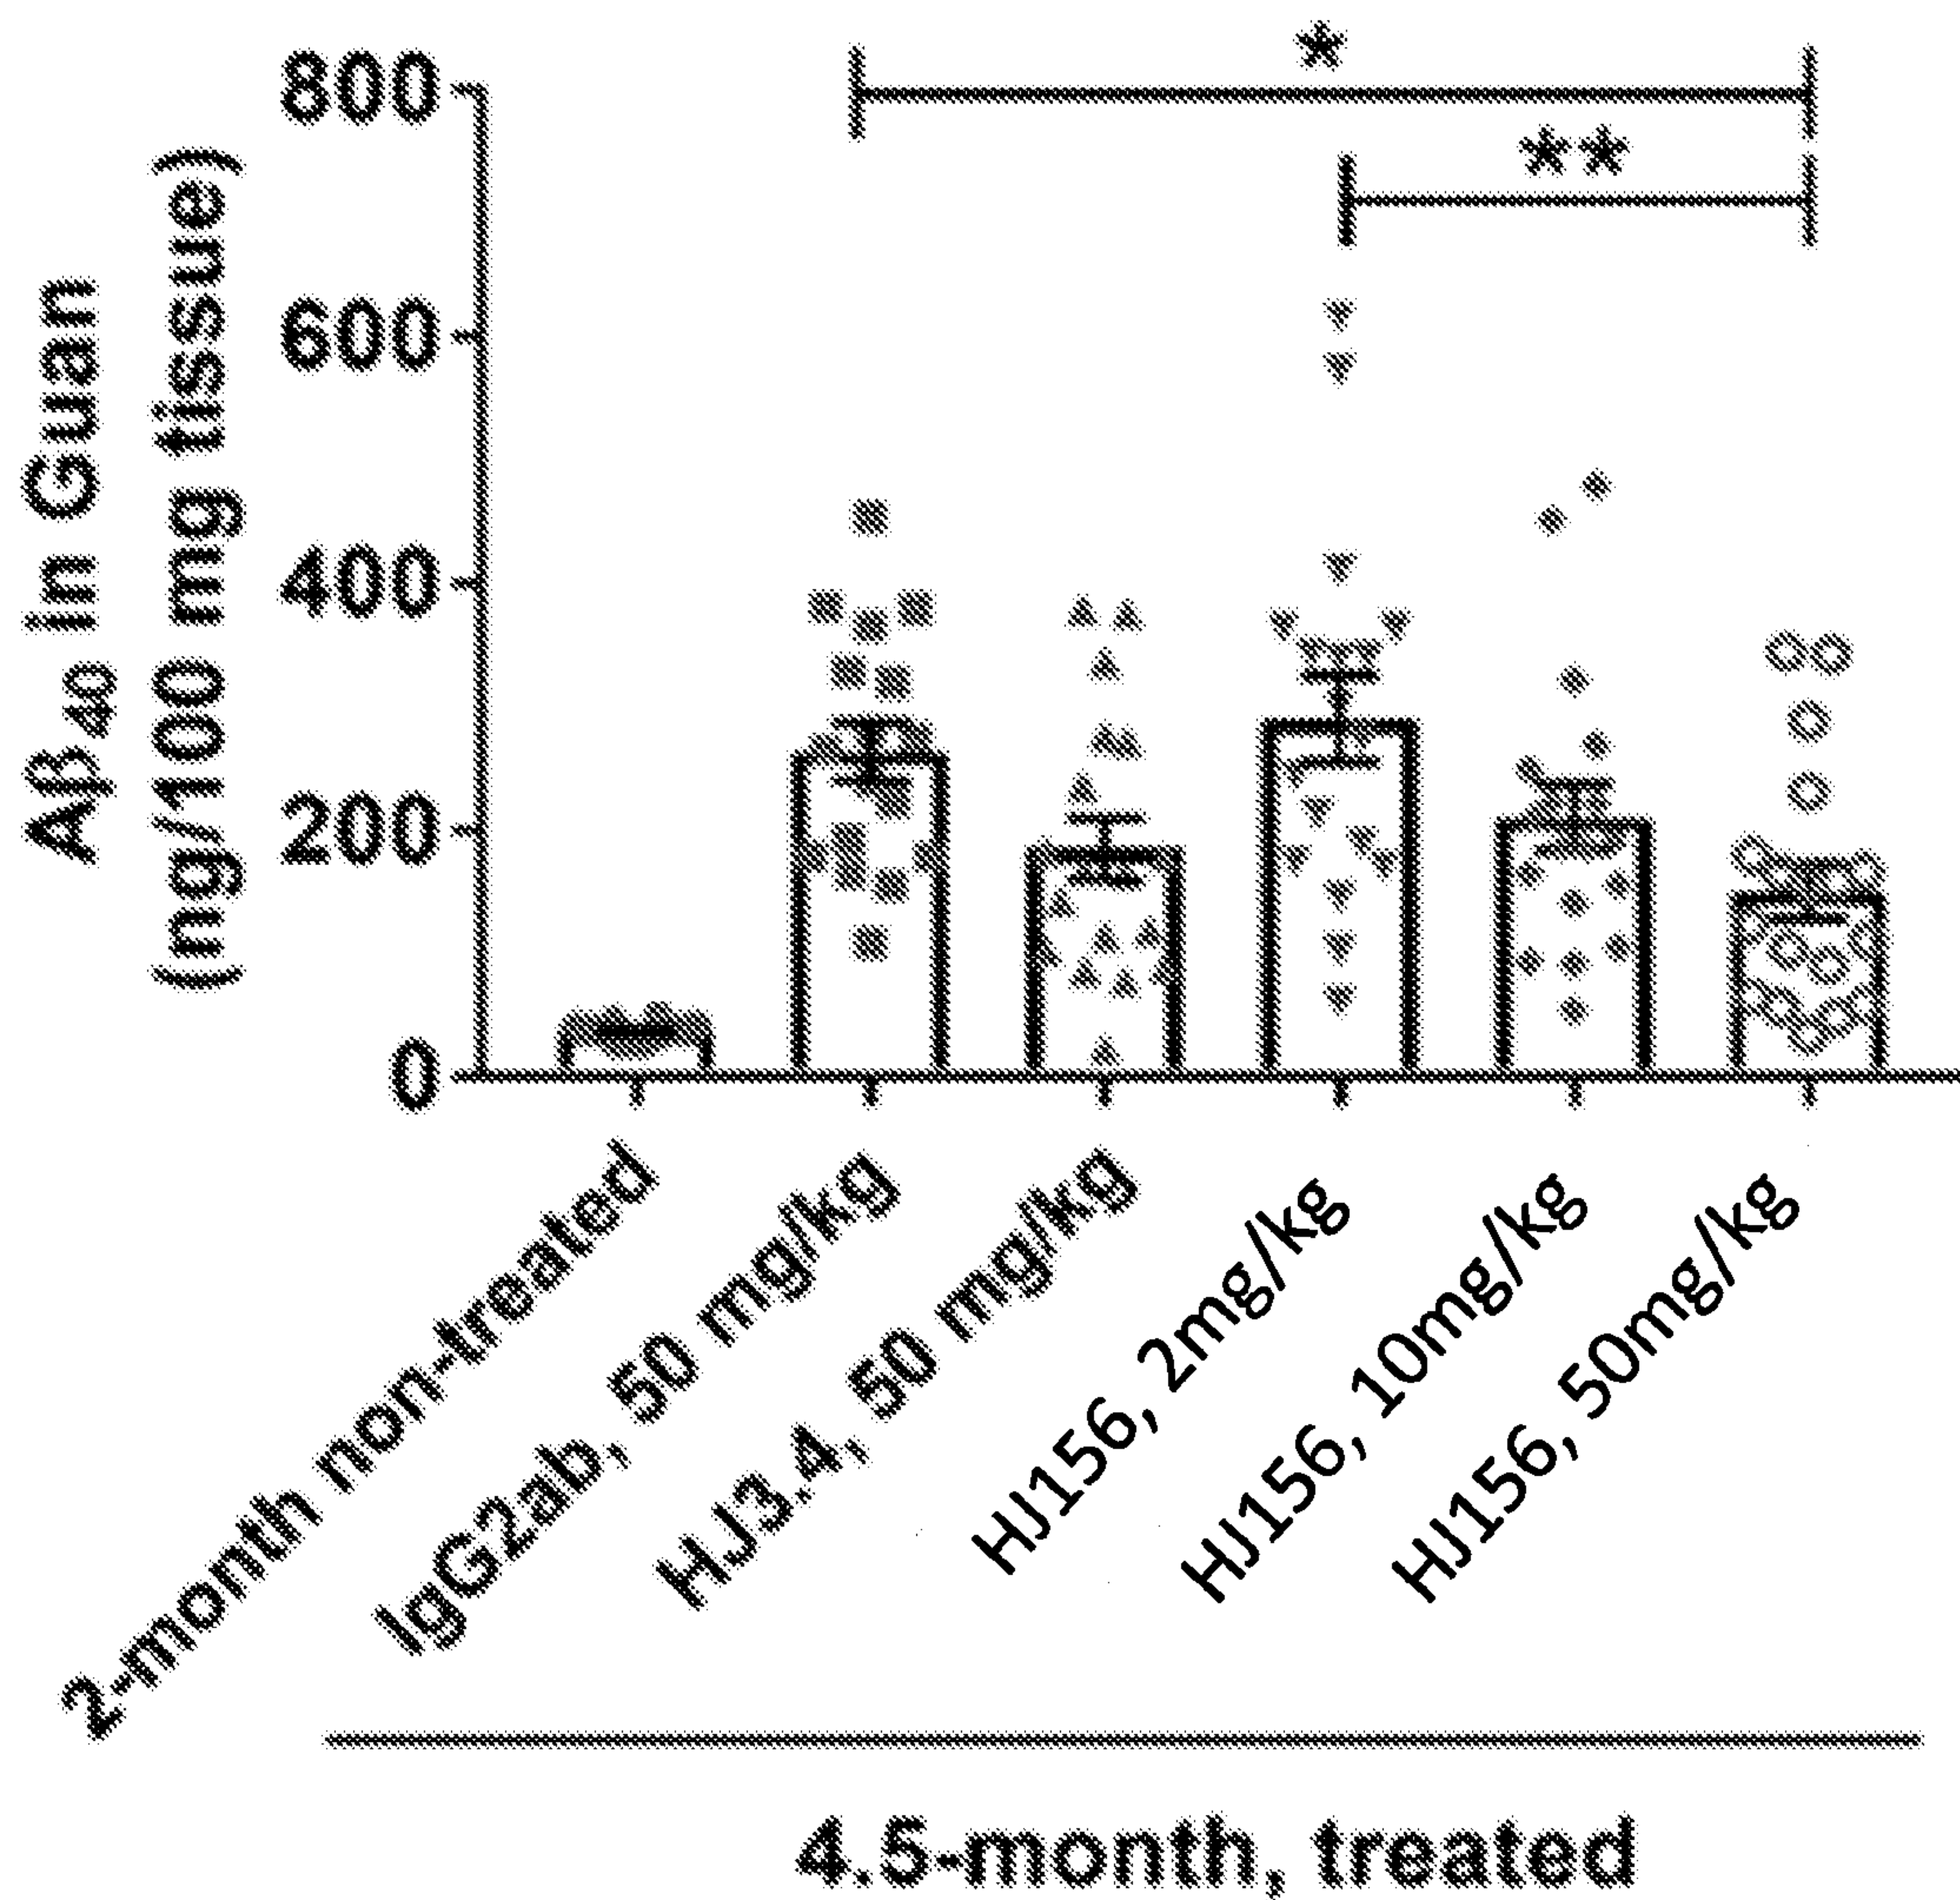 Aβ40 in Guan
(ng/100 mg tissue)
800
600
400
200
0
*
**
2-month non-treated
IgG2ab, 50 mg/kg
HJ3.4, 50 mg/kg
HJ156, 2mg/kg
HJ156, 10mg/kg
HJ156, 50mg/kg
4.5-month, treated